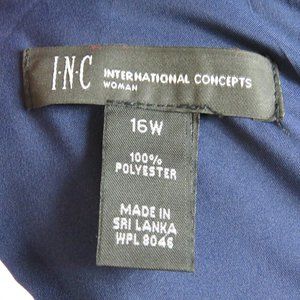 I·N·C INTERNATIONAL CONCEPTS
WOMAN
16W
100%
POLYESTER
MADE IN
SRI LANKA
WPL 8046